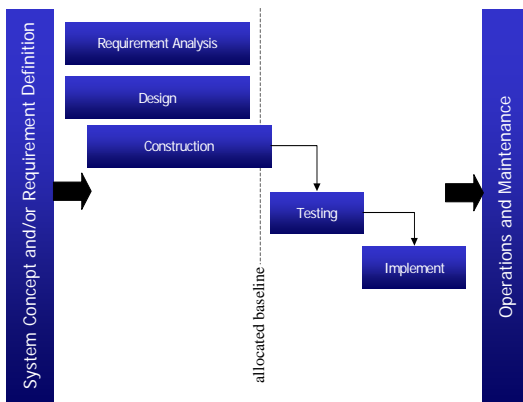 System Concept and/or Requirement Definition
Requirement Analysis
Design
Construction
Testing
Implement
allocated baseline
Operations and Maintenance